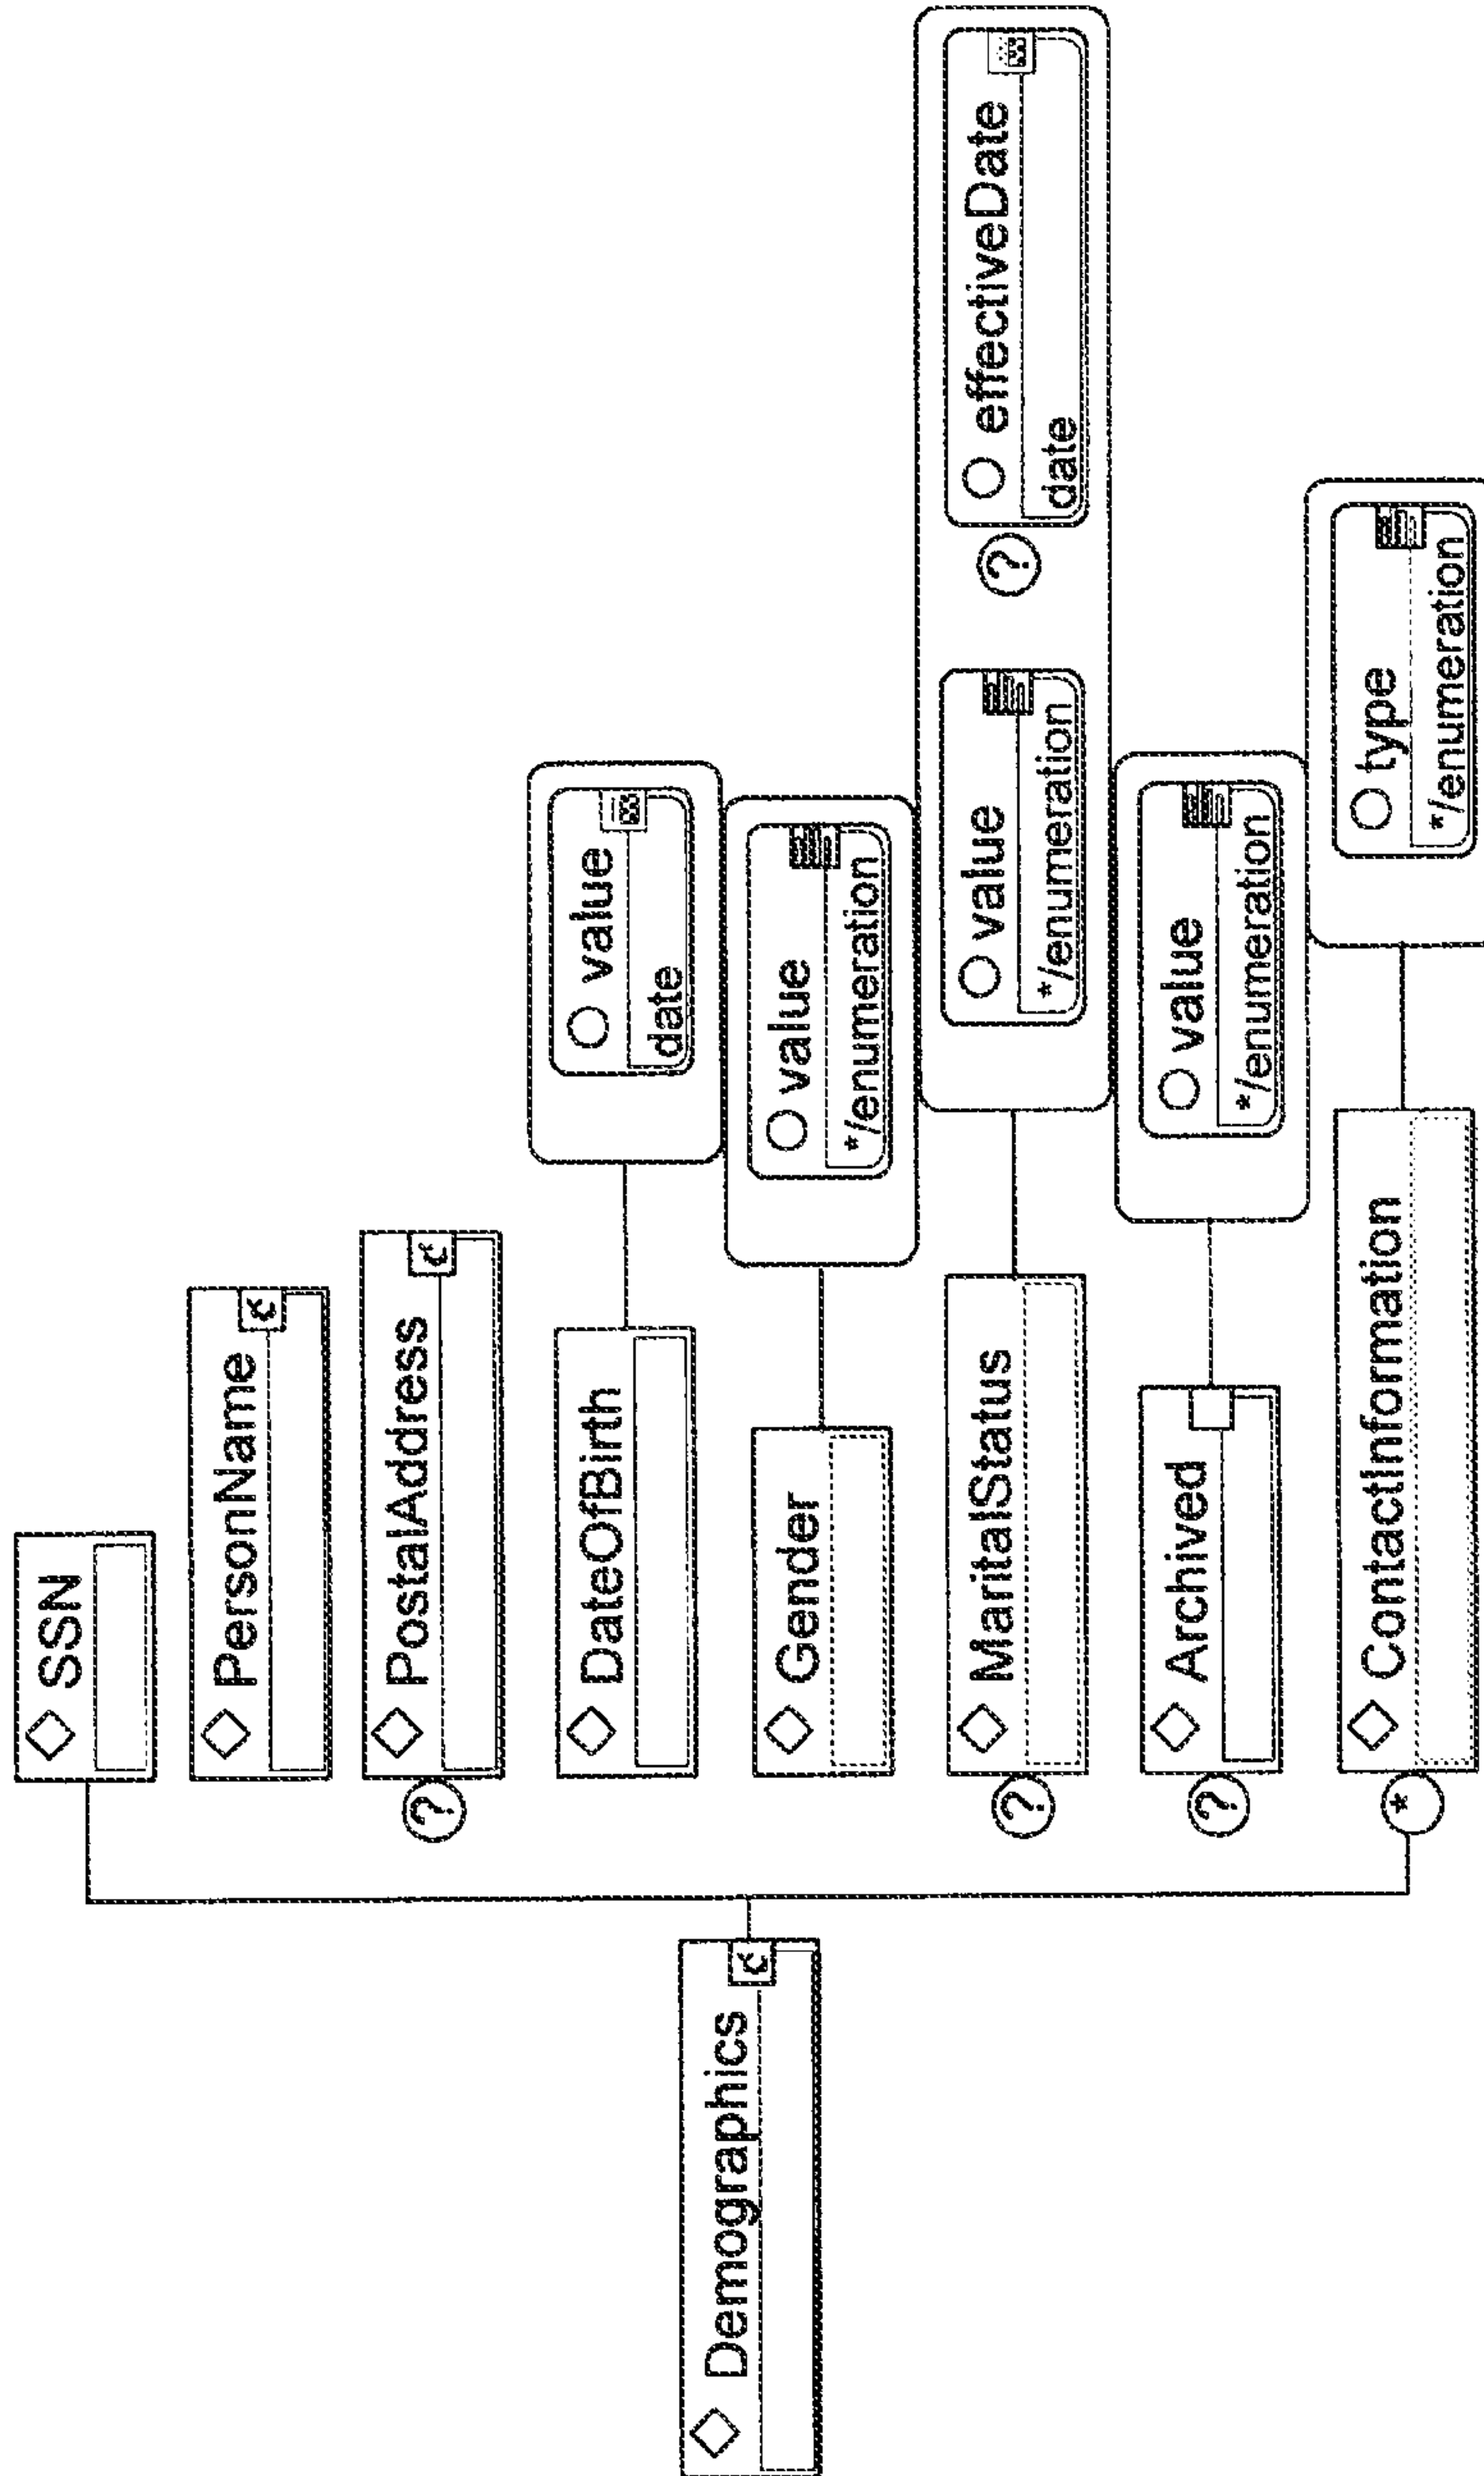 Demographics
SSN
PersonName
PostalAddress
?
DateOfBirth
value
date
Gender
value
*/enumeration
MaritalStatus
?
value
*/enumeration
?
effectiveDate
date
Archived
?
value
*/enumeration
ContactInformation
*
type
*/enumeration